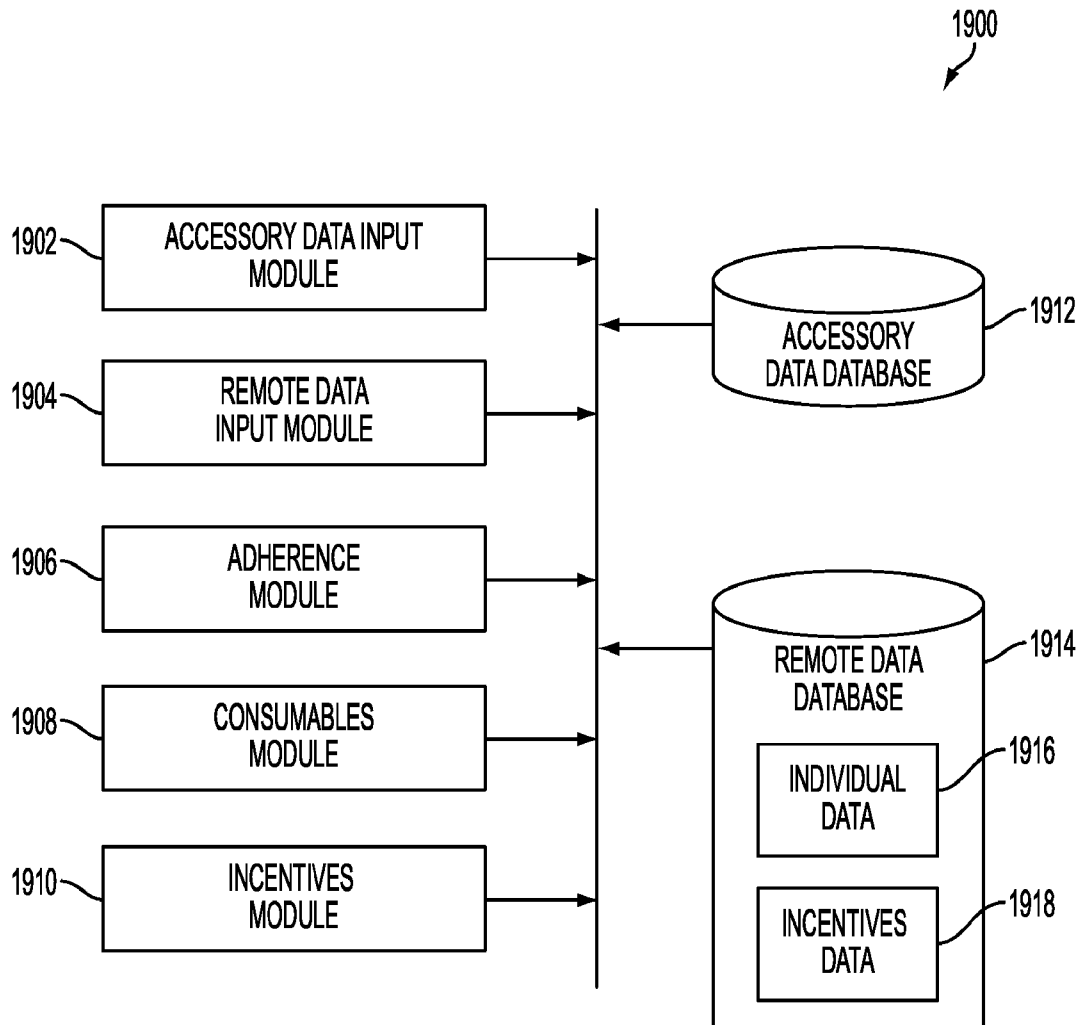 1900
1902
ACCESSORY DATA INPUT
MODULE
1904
REMOTE DATA
INPUT MODULE
1906
ADHERENCE
MODULE
1908
CONSUMABLES
MODULE
1910
INCENTIVES
MODULE
ACCESSORY
DATA DATABASE
1912
REMOTE DATA
DATABASE
1914
INDIVIDUAL
DATA
1916
INCENTIVES
DATA
1918